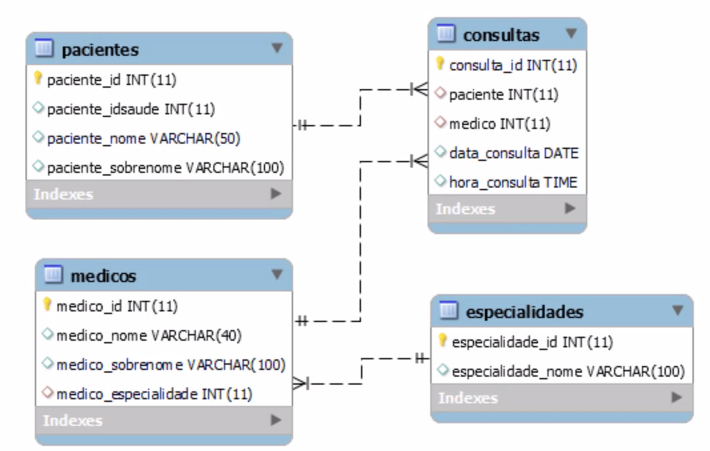 pacientes
paciente_id INT(11)
paciente_idsaude INT(11)
paciente_nome VARCHAR(50)
paciente_sobrenome VARCHAR(100)
Indexes
consultas
consulta_id INT(11)
paciente INT(11)
medico INT(11)
data_consulta DATE
hora_consulta TIME
Indexes
medicos
medico_id INT(11)
medico_nome VARCHAR(40)
medico_sobrenome VARCHAR(100)
medico_especialidade INT(11)
Indexes
especialidades
especialidade_id INT(11)
especialidade_nome VARCHAR(100)
Indexes